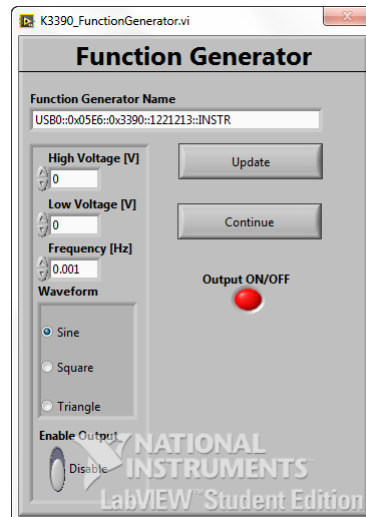 K3390_FunctionGenerator.vi
Function Generator
Function Generator Name
USB0::0x05E6::0x3390::1221213::INSTR
High Voltage [V]
0
Low Voltage [V]
0
Frequency [Hz]
0.001
Waveform
Sine
Square
Triangle
Enable Output
Disable
Update
Continue
Output ON/OFF
NATIONAL
INSTRUMENTS
LabVIEW™ Student Edition